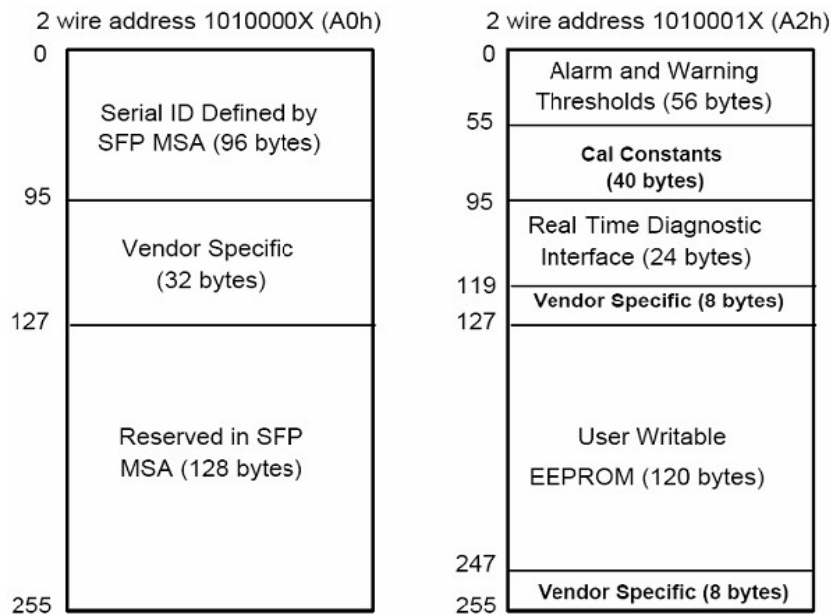 2 wire address 1010000X (A0h)
0
Serial ID Defined by
SFP MSA (96 bytes)
95
Vendor Specific
(32 bytes)
127
Reserved in SFP
MSA (128 bytes)
255
2 wire address 1010001X (A2h)
0
Alarm and Warning
Thresholds (56 bytes)
55
Cal Constants
(40 bytes)
95
Real Time Diagnostic
Interface (24 bytes)
119
Vendor Specific (8 bytes)
127
User Writable
EEPROM (120 bytes)
247
Vendor Specific (8 bytes)
255